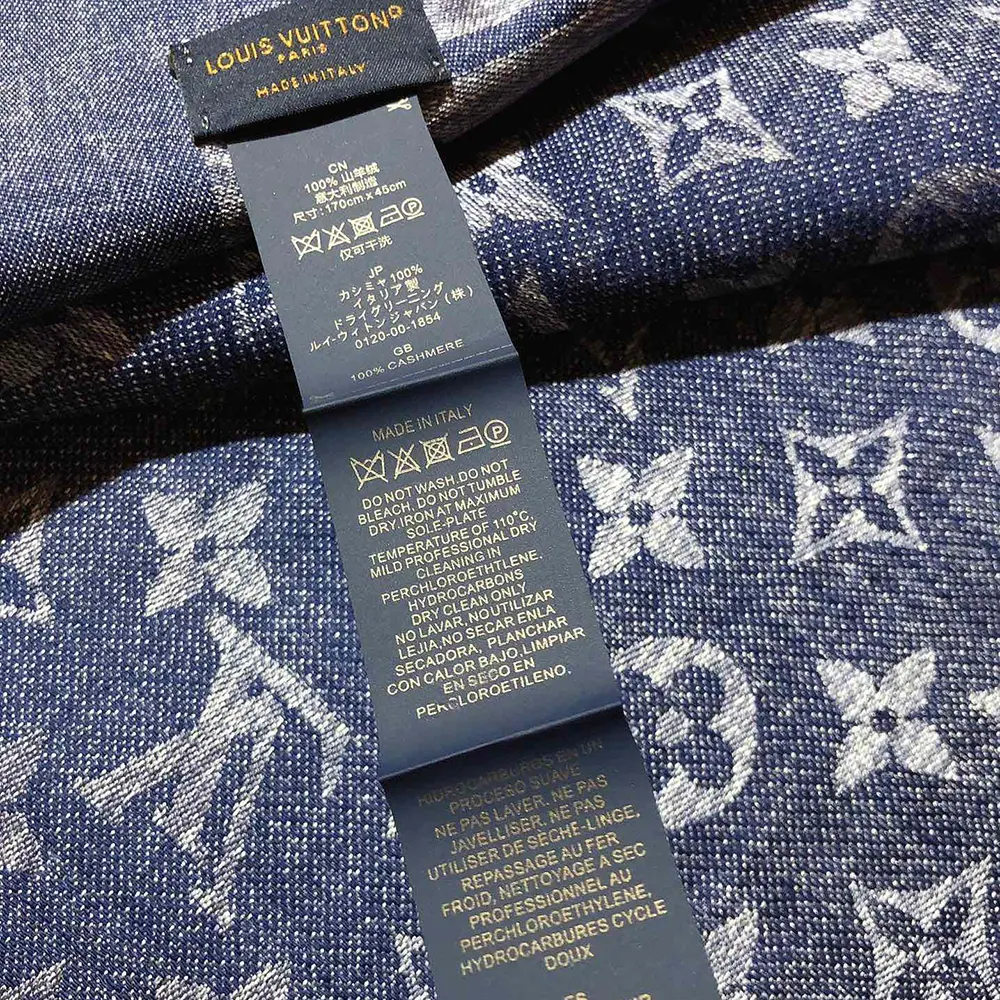 LOUIS VUITTON®
PARIS
MADE IN ITALY
CN
100% 山羊绒
意大利制造
尺寸:170cm x 45cm
仅可干洗
JP
カシミヤ 100%
イタリア製
ドライクリーニング
ルイ-ヴィトンジャパン (株)
0120-00-1854
GB
100% CASHMERE
MADE IN ITALY
DO NOT WASH.DO NOT
BLEACH, DO NOT TUMBLE
DRY.IRON AT MAXIMUM
SOLE-PLATE
TEMPERATURE OF 110°C.
MILD PROFESSIONAL DRY
CLEANING IN
PERCHLOROETHTLENE.
HYDROCARBONS
DRY CLEAN ONLY
NO LAVAR,NO UTILIZAR
LEJIA,NO SECAR ENLA
SECADORA, PLANCHAR
CON CALOR BAJO,LIMPIAR
EN SECO EN
PERCLOROETILENO.
HIDROCARBURGS EN UN
PROCESO SUAVE
NE PAS LAVER, NE PAS
JAVELLISER, NE PAS
UTILISER DE SÈCHE-LINGE,
REPASSAGE AU FER
FROID, NETTOYAGE A SEC
PROFESSIONNEL AU
PERCHLOROETHYLENE,
HYDROCARBURES CYCLE
DOUX